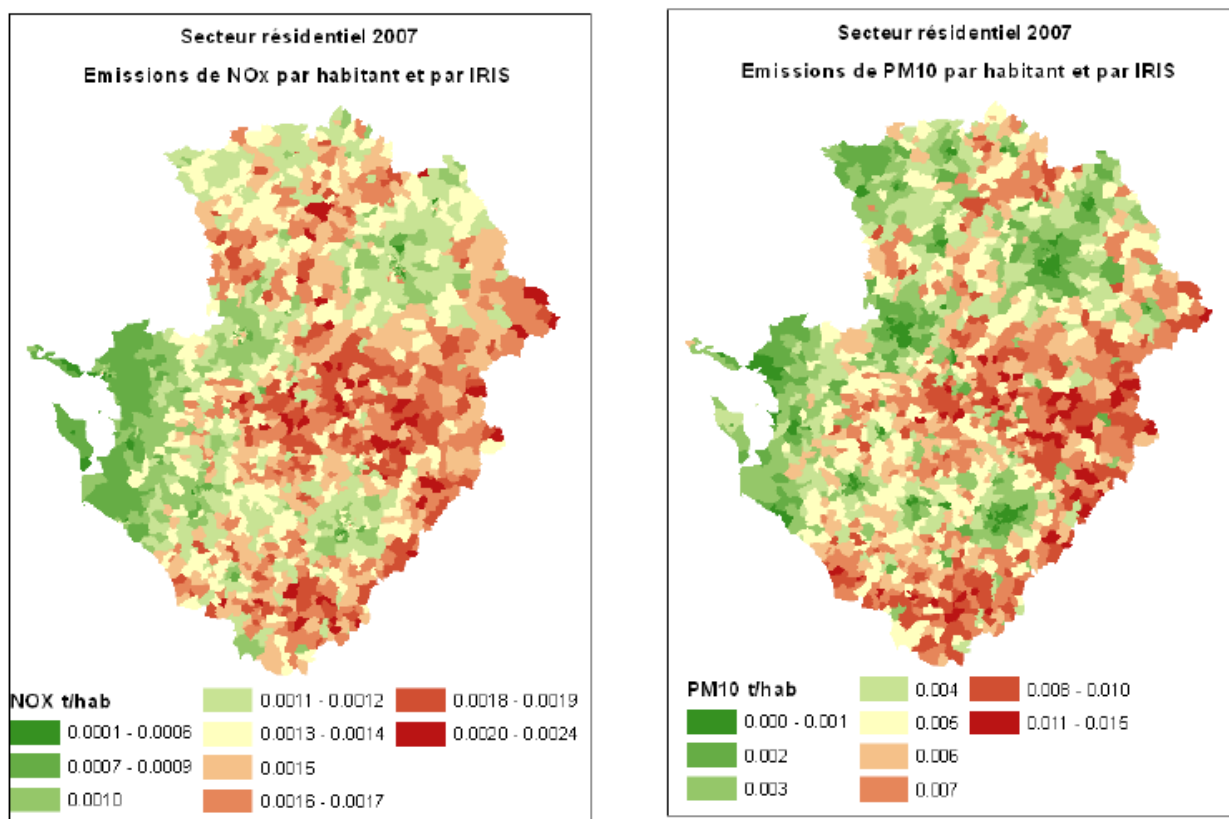 Secteur résidentiel 2007
Emissions de NOx par habitant et par IRIS
NOX t/hab
0.0001 - 0.0006
0.0007 - 0.0009
0.0010
0.0011 - 0.0012
0.0013 - 0.0014
0.0015
0.0016 - 0.0017
0.0018 - 0.0019
0.0020 - 0.0024
Secteur résidentiel 2007
Emissions de PM10 par habitant et par IRIS
PM10 t/hab
0.000 - 0.001
0.002
0.003
0.004
0.005
0.006
0.007
0.008 - 0.010
0.011 - 0.015